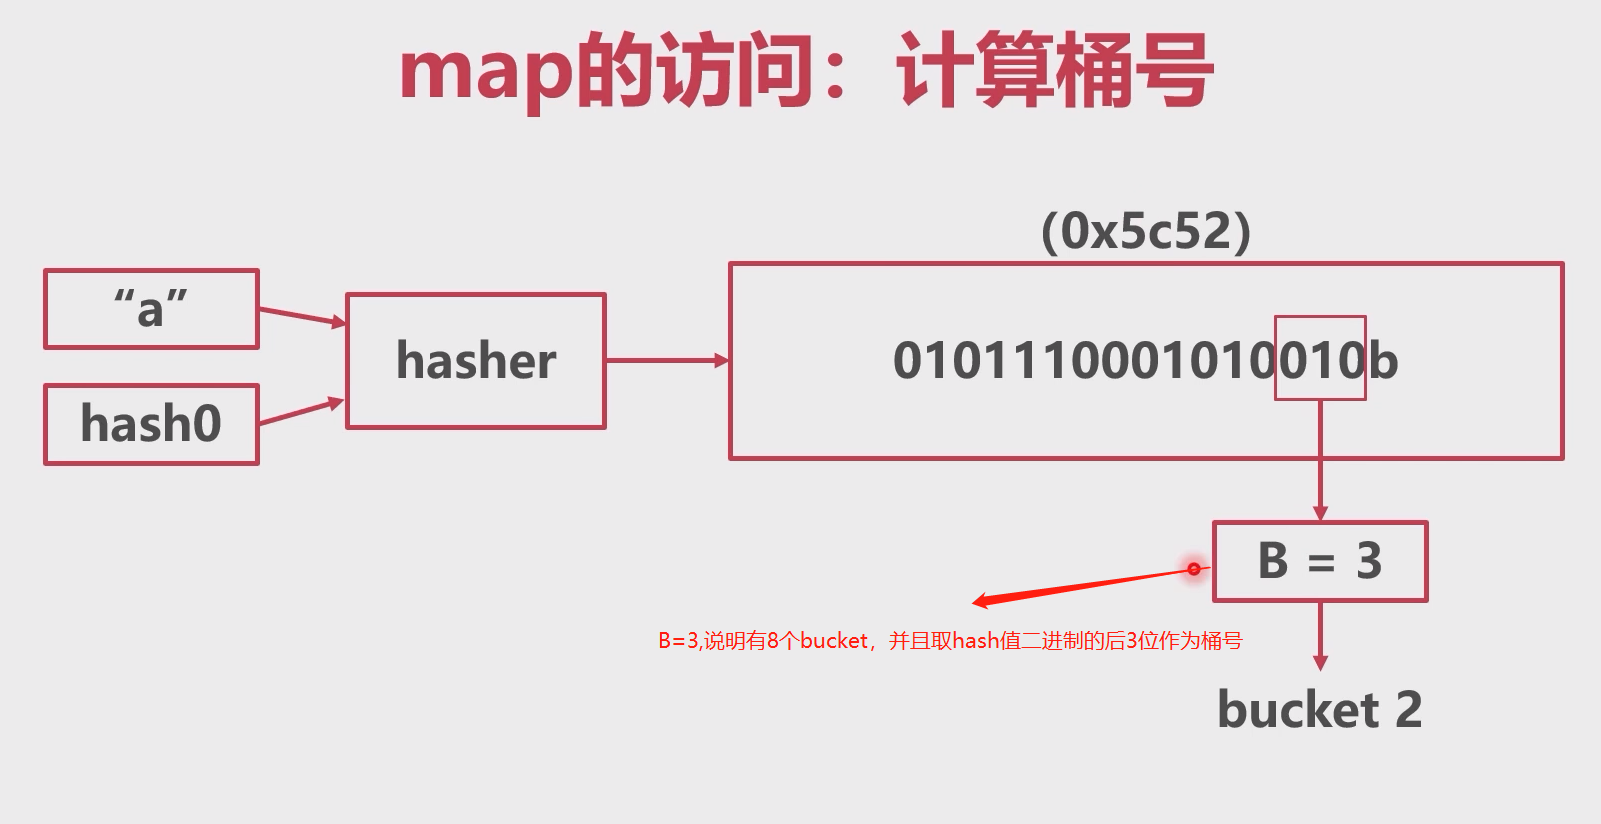 map的访问：计算桶号
(0x5c52)
“a”
hash0
hasher
0101110001010010b
B = 3
B=3,说明有8个bucket，并且取hash值二进制的后3位作为桶号
bucket 2